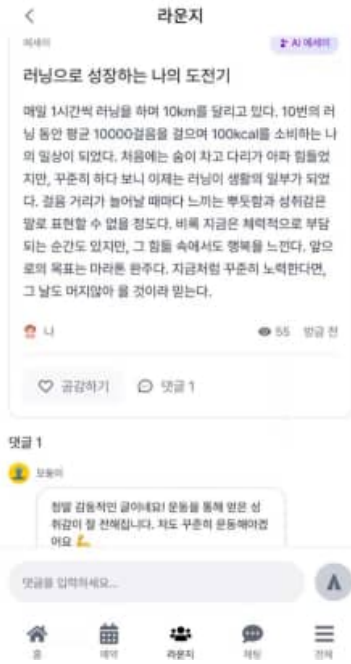 라운지
에세이
AI 에세이
러닝으로 성장하는 나의 도전기
매일 1시간씩 러닝을 하며 10km를 달리고 있다. 10번의 러
닝 동안 평균 10000걸음을 걸으며 100kcal를 소비하는 나
의 일상이 되었다. 처음에는 숨이 차고 다리가 아파 힘들었
지만, 꾸준히 하다 보니 이제는 러닝이 생활의 일부가 되었
다. 걸음 거리가 늘어날 때마다 느끼는 뿌듯함과 성취감은
말로 표현할 수 없을 정도다. 비록 지금은 체력적으로 부담
되는 순간도 있지만, 그 힘듦 속에서도 행복을 느낀다. 앞으
로의 목표는 마라톤 완주다. 지금처럼 꾸준히 노력한다면,
그 날도 머지않아 올 것이라 믿는다.
나
55 방금 전
공감하기 댓글 1
댓글 1
정말 감동적인 글이네요! 운동을 통해 얻은 성
취감이 잘 전해집니다. 저도 꾸준히 운동해야겠
어요 💪
댓글을 입력하세요...
홈 예약 라운지 채팅 전체